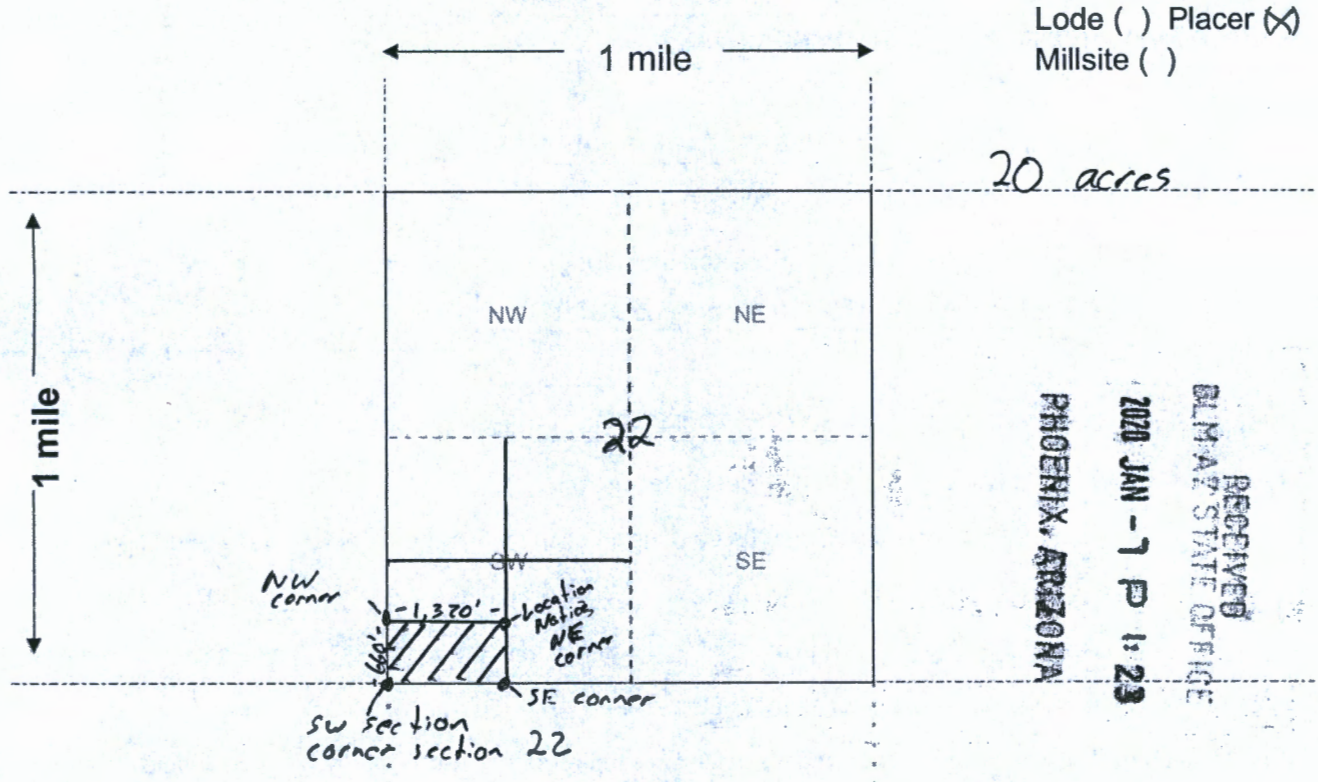 Lode ( ) Placer (X)
Millsite ( )
1 mile
20 acres
1 mile
NW
NE
22
SW
SE
NW
corner
1,320'
660'
Location
Notice,
NE
corner
SE corner
SW section
corner section 22
RECEIVED
BLM AZ STATE OFFICE
2020 JAN - 7 P 1: 23
PHOENIX, ARIZONA